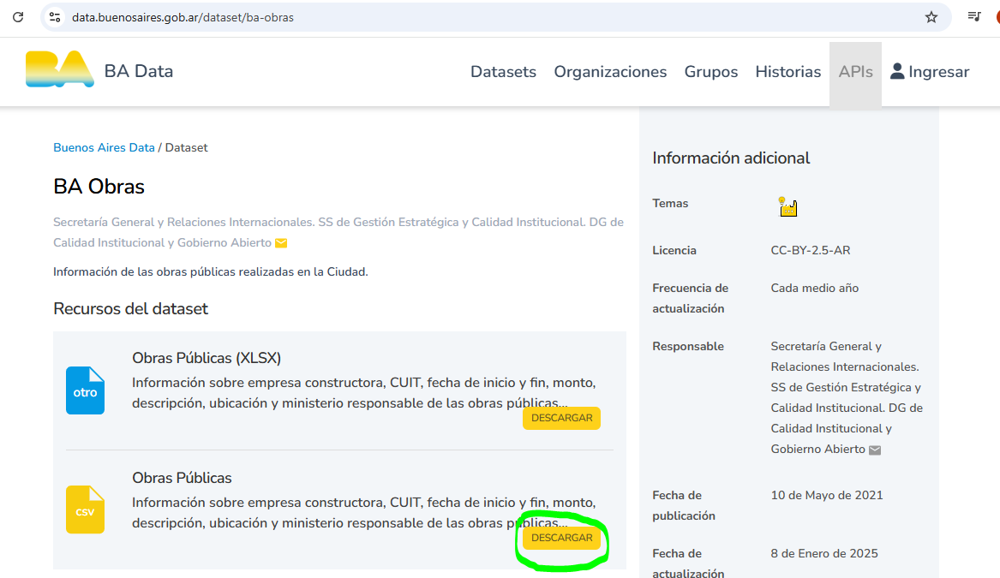 data.buenosaires.gob.ar/dataset/ba-obras
BA
BA Data
Datasets
Organizaciones
Grupos
Historias
APIs
Ingresar
Buenos Aires Data / Dataset
BA Obras
Secretaría General y Relaciones Internacionales. SS de Gestión Estratégica y Calidad Institucional. DG de
Calidad Institucional y Gobierno Abierto
Información de las obras públicas realizadas en la Ciudad.
Recursos del dataset
otro
Obras Públicas (XLSX)
Información sobre empresa constructora, CUIT, fecha de inicio y fin, monto,
descripción, ubicación y ministerio responsable de las obras públicas...
DESCARGAR
csv
Obras Públicas
Información sobre empresa constructora, CUIT, fecha de inicio y fin, monto,
descripción, ubicación y ministerio responsable de las obras públicas...
DESCARGAR
Información adicional
Temas
Licencia
CC-BY-2.5-AR
Frecuencia de
actualización
Cada medio año
Responsable
Secretaría General y
Relaciones Internacionales.
SS de Gestión Estratégica y
Calidad Institucional. DG de
Calidad Institucional y
Gobierno Abierto
Fecha de
publicación
10 de Mayo de 2021
Fecha de
actualización
8 de Enero de 2025